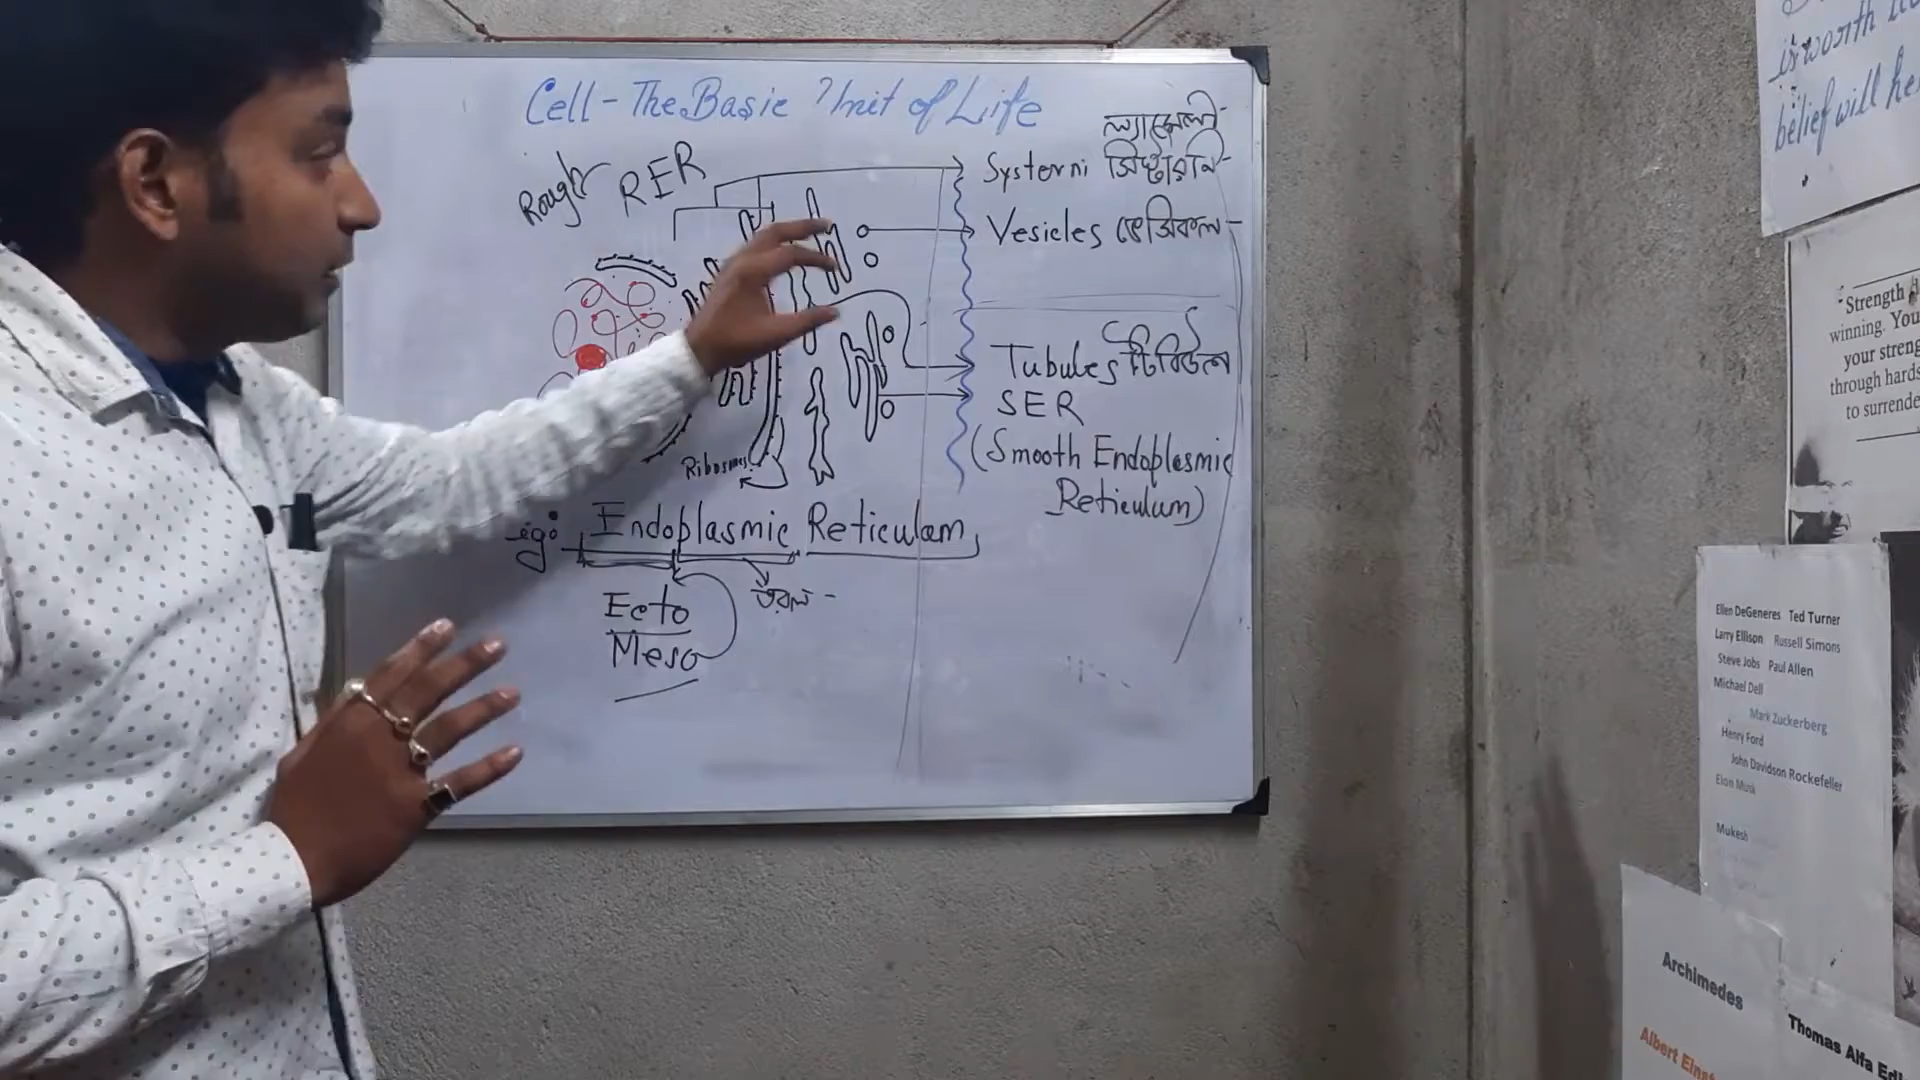 Cell - The Basic Unit of Life
Rough RER
ল্যামেলী
Systerni সিস্টারনি
Vesicles ভেসিকল
Tubules টিবিউল
SER
(Smooth Endoplasmic
Reticulum)
Ribosomes
eg: Endoplasmic Reticulam
Ecto
Meso
তরল -
is worth
belief will
"Strength
winning. You
your streng
through hards
to surrende
Ellen DeGeneres Ted Turner
Larry Ellison Russell Simons
Steve Jobs Paul Allen
Michael Dell
Mark Zuckerberg
Henry Ford
John Davidson Rockefeller
Elon Musk
Mukesh
Archimedes
Albert Einst
Thomas Alfa Edi